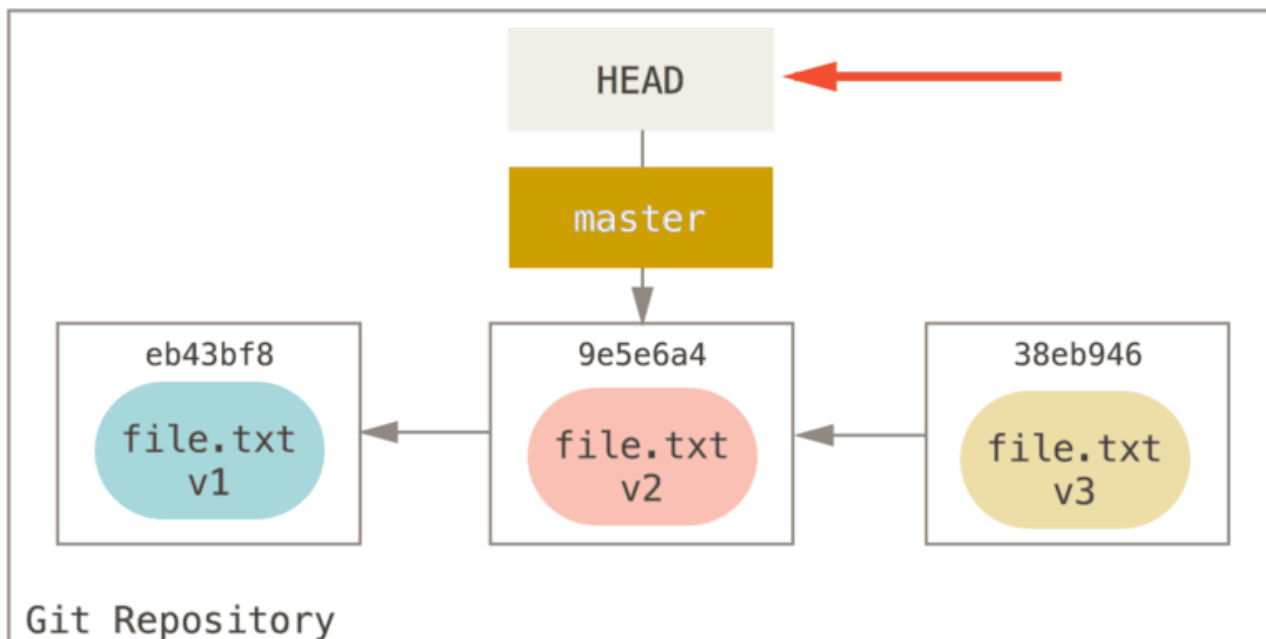 HEAD
master
eb43bf8
file.txt
v1
9e5e6a4
file.txt
v2
38eb946
file.txt
v3
Git Repository